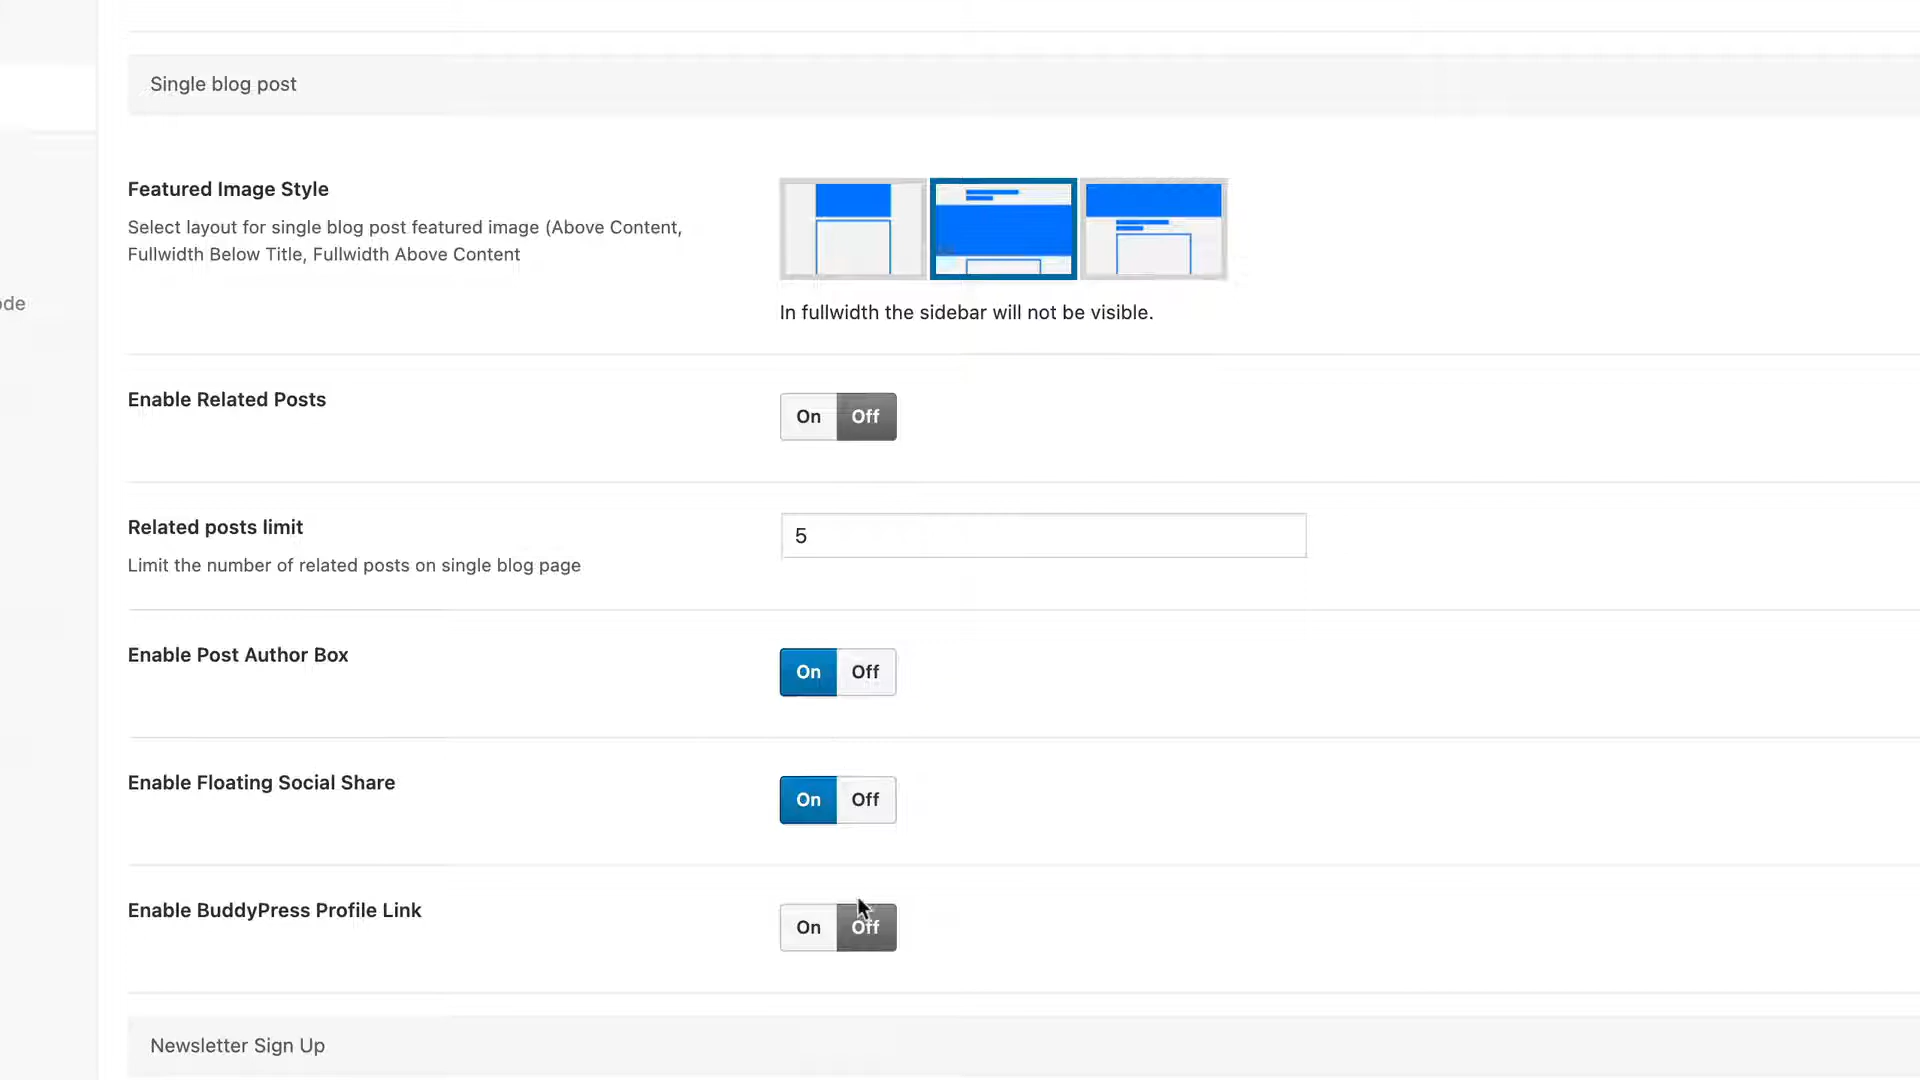 Single blog post
Featured Image Style
Select layout for single blog post featured image (Above Content,
Fullwidth Below Title, Fullwidth Above Content
In fullwidth the sidebar will not be visible.
ode
Enable Related Posts
On Off
Related posts limit
5
Limit the number of related posts on single blog page
Enable Post Author Box
On Off
Enable Floating Social Share
On Off
Enable BuddyPress Profile Link
On Off
Newsletter Sign Up